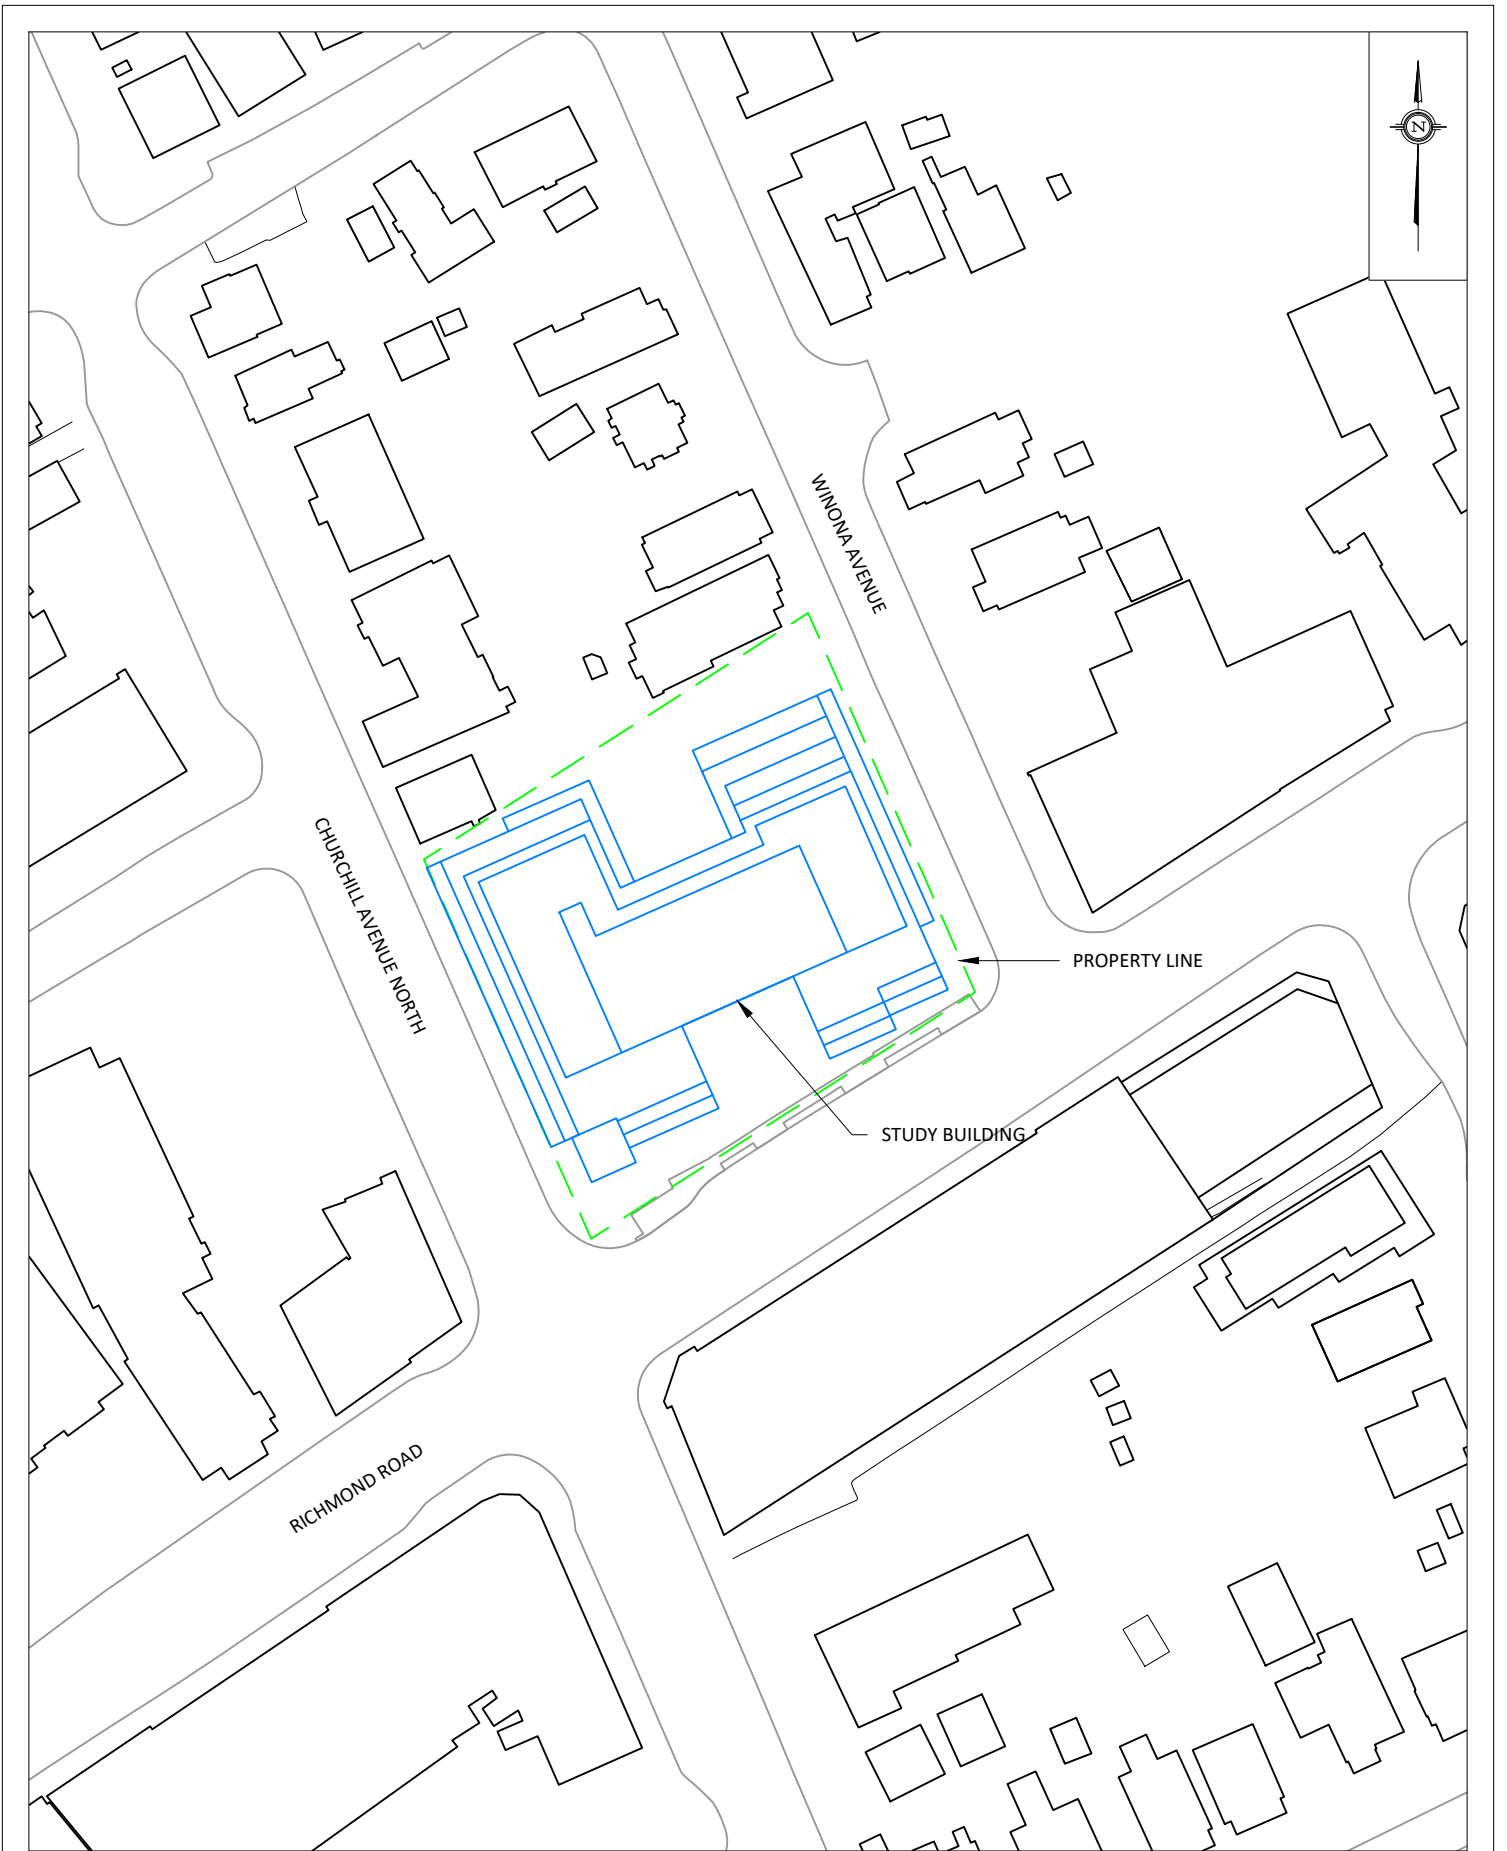 N
WINONA AVENUE
CHURCHILL AVENUE NORTH
PROPERTY LINE
STUDY BUILDING
RICHMOND ROAD